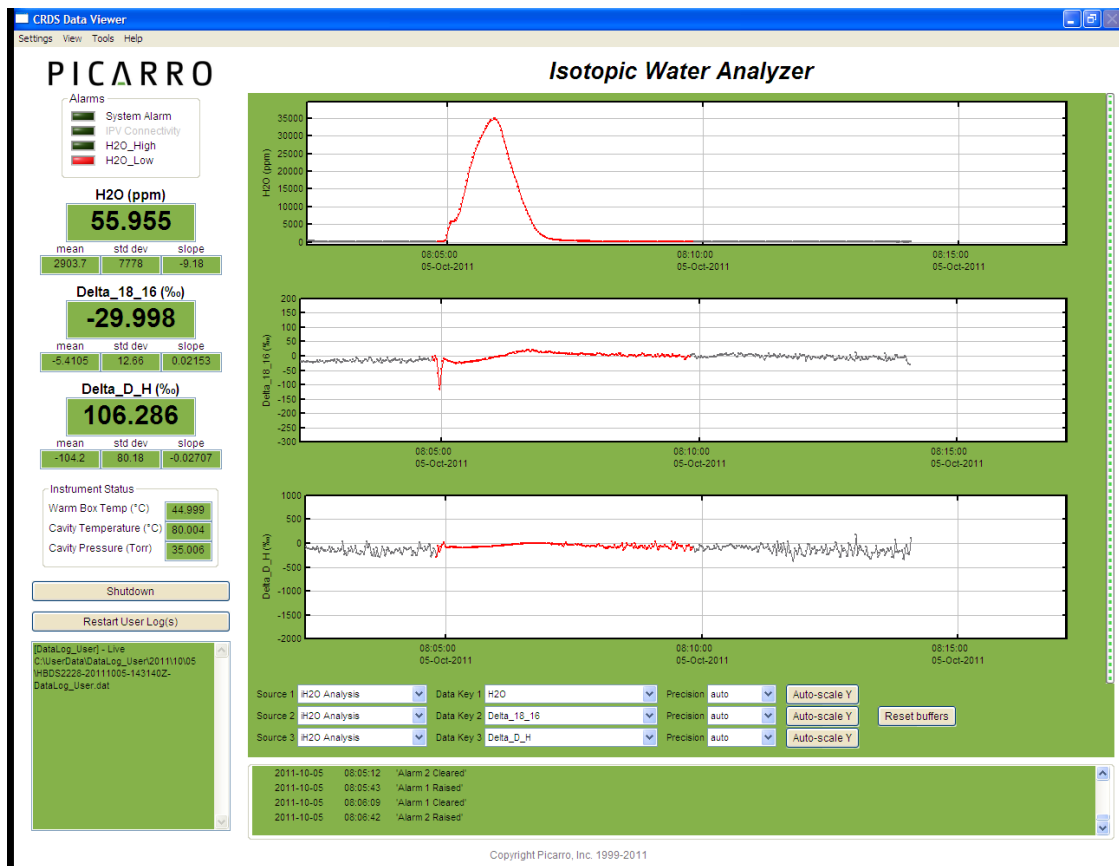 CRDS Data Viewer
Settings View Tools Help
PICARRO
Isotopic Water Analyzer
Alarms
System Alarm
IPV Connectivity
H2O_High
H2O_Low
H2O (ppm)
55.955
mean std dev slope
2903.7 7778 -9.18
Delta_18_16 (‰)
-29.998
mean std dev slope
-5.4105 12.66 0.02153
Delta_D_H (‰)
106.286
mean std dev slope
-104.2 80.18 -0.02707
Instrument Status
Warm Box Temp (°C) 44.999
Cavity Temperature (°C) 80.004
Cavity Pressure (Torr) 35.006
Shutdown
Restart User Log(s)
[DataLog_User] - Live
C:\UserData\DataLog_User\2011\10\05
\HBDS2228-20111005-143140Z-
DataLog_User.dat
H2O (ppm)
35000
30000
25000
20000
15000
10000
5000
0
08:05:00 08:10:00 08:15:00
05-Oct-2011 05-Oct-2011 05-Oct-2011
Delta_18_16 (‰)
200
150
100
50
0
-50
-100
-150
-200
-250
-300
08:05:00 08:10:00 08:15:00
05-Oct-2011 05-Oct-2011 05-Oct-2011
Delta_D_H (‰)
1000
500
0
-500
-1000
-1500
-2000
08:05:00 08:10:00 08:15:00
05-Oct-2011 05-Oct-2011 05-Oct-2011
Source 1 iH2O Analysis Data Key 1 H2O Precision auto Auto-scale Y
Source 2 iH2O Analysis Data Key 2 Delta_18_16 Precision auto Auto-scale Y Reset buffers
Source 3 iH2O Analysis Data Key 3 Delta_D_H Precision auto Auto-scale Y
2011-10-05 08:05:12 'Alarm 2 Cleared'
2011-10-05 08:05:43 'Alarm 1 Raised'
2011-10-05 08:06:09 'Alarm 1 Cleared'
2011-10-05 08:06:42 'Alarm 2 Raised'
Copyright Picarro, Inc. 1999-2011